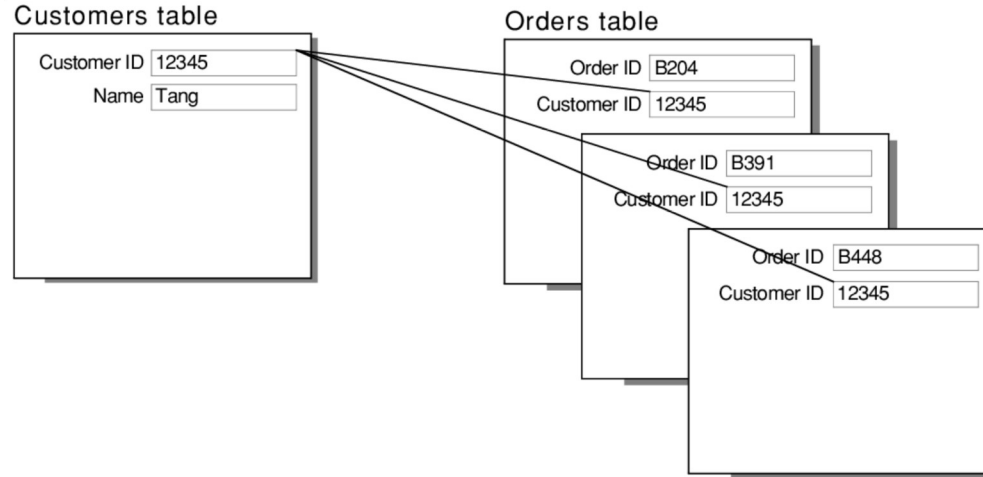 Customers table
Customer ID 12345
Name Tang
Orders table
Order ID B204
Customer ID 12345
Order ID B391
Customer ID 12345
Order ID B448
Customer ID 12345